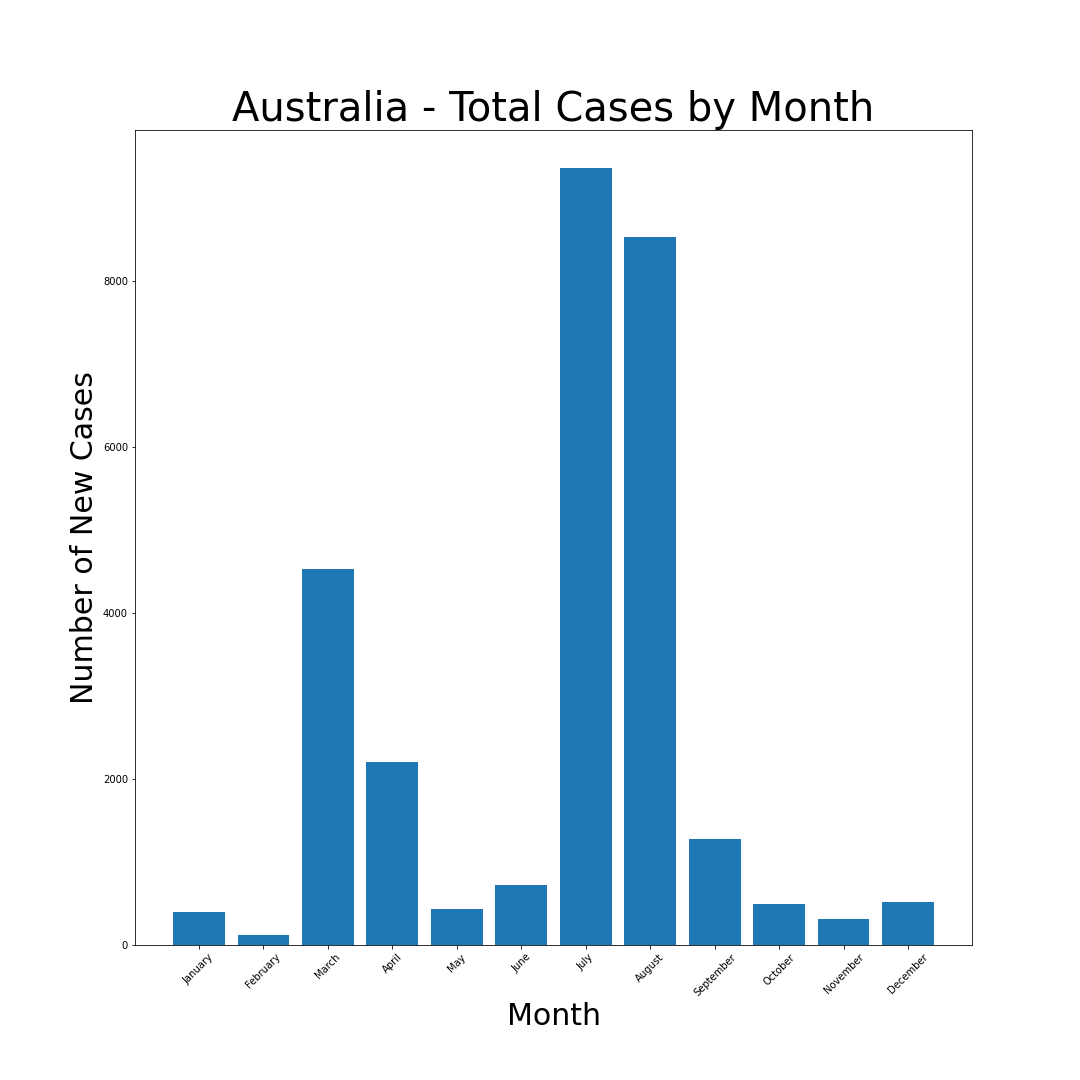 Australia - Total Cases by Month
Number of New Cases
8000
6000
4000
2000
0
January
February
March
April
May
June
July
August
September
October
November
December
Month